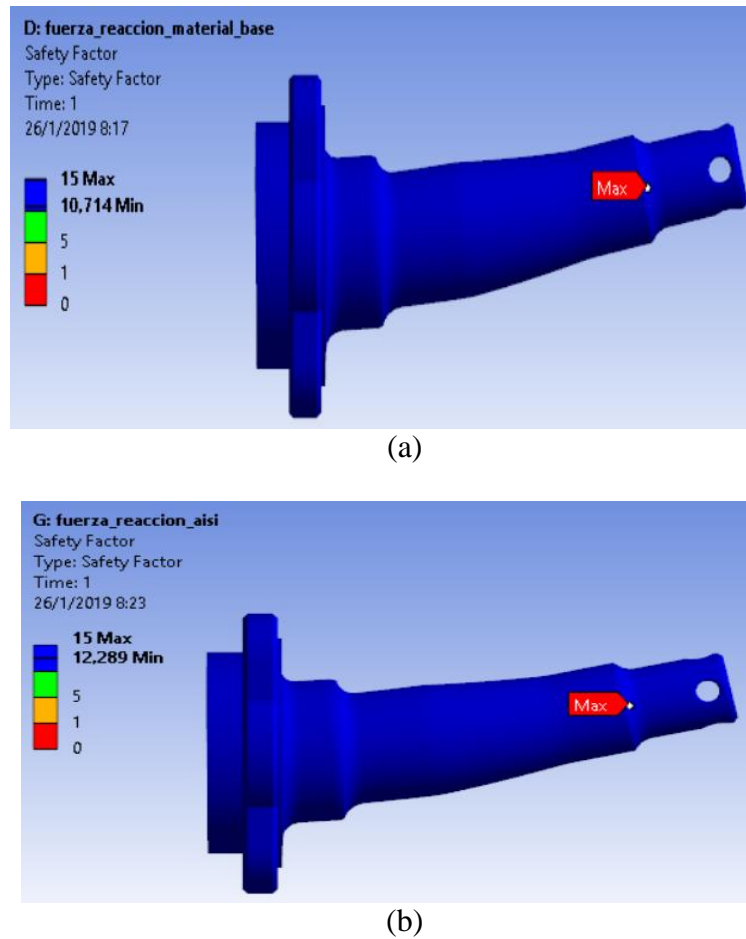 D: fuerza_reaccion_material_base
Safety Factor
Type: Safety Factor
Time: 1
26/1/2019 8:17
15 Max
10,714 Min
5
1
0
Max
(a)
G: fuerza_reaccion_aisi
Safety Factor
Type: Safety Factor
Time: 1
26/1/2019 8:23
15 Max
12,289 Min
5
1
0
Max
(b)